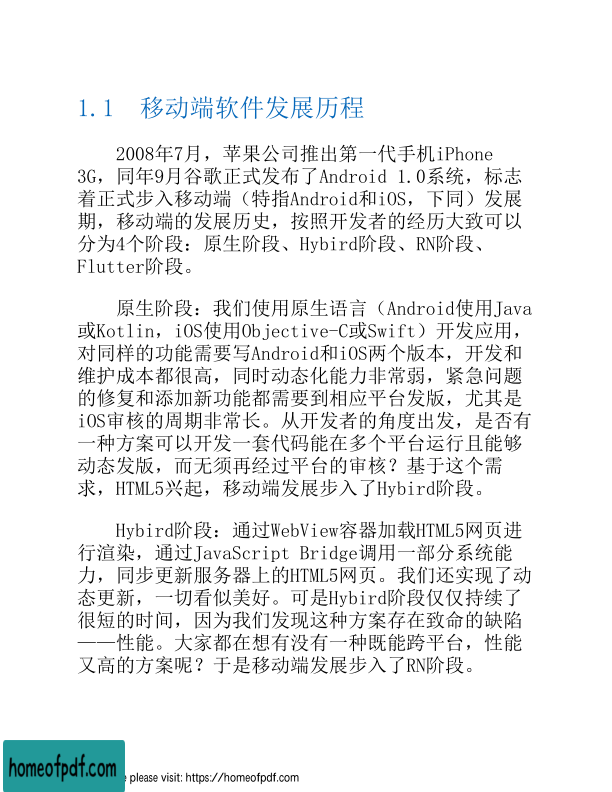 1.1 移动端软件发展历程
2008年7月，苹果公司推出第一代手机iPhone
3G，同年9月谷歌正式发布了Android 1.0系统，标志
着正式步入移动端（特指Android和iOS，下同）发展
期，移动端的发展历史，按照开发者的经历大致可以
分为4个阶段：原生阶段、Hybird阶段、RN阶段、
Flutter阶段。
原生阶段：我们使用原生语言（Android使用Java
或Kotlin，iOS使用Objective-C或Swift）开发应用，
对同样的功能需要写Android和iOS两个版本，开发和
维护成本都很高，同时动态化能力非常弱，紧急问题
的修复和添加新功能都需要到相应平台发版，尤其是
iOS审核的周期非常长。从开发者的角度出发，是否有
一种方案可以开发一套代码能在多个平台运行且能够
动态发版，而无须再经过平台的审核？基于这个需
求，HTML5兴起，移动端发展步入了Hybird阶段。
Hybird阶段：通过WebView容器加载HTML5网页进
行渲染，通过JavaScript Bridge调用一部分系统能
力，同步更新服务器上的HTML5网页。我们还实现了动
态更新，一切看似美好。可是Hybird阶段仅仅持续了
很短的时间，因为我们发现这种方案存在致命的缺陷
——性能。大家都在想有没有一种既能跨平台，性能
又高的方案呢？于是移动端发展步入了RN阶段。
homeofpdf.com
please visit: https://homeofpdf.com